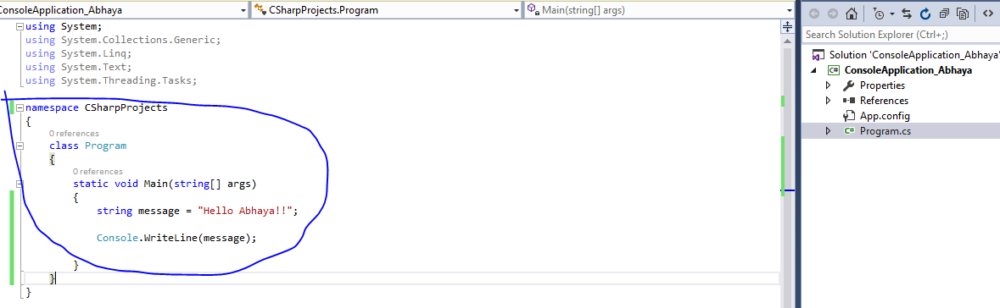 ConsoleApplication_Abhaya
CSharpProjects.Program
Main(string[] args)
using System;
using System.Collections.Generic;
using System.Linq;
using System.Text;
using System.Threading.Tasks;
namespace CSharpProjects
{
0 references
class Program
{
0 references
static void Main(string[] args)
{
string message = "Hello Abhaya!!";
Console.WriteLine(message);
}
}
}
Search Solution Explorer (Ctrl+;)
Solution 'ConsoleApplication_Abhaya'
C# ConsoleApplication_Abhaya
Properties
References
App.config
C# Program.cs